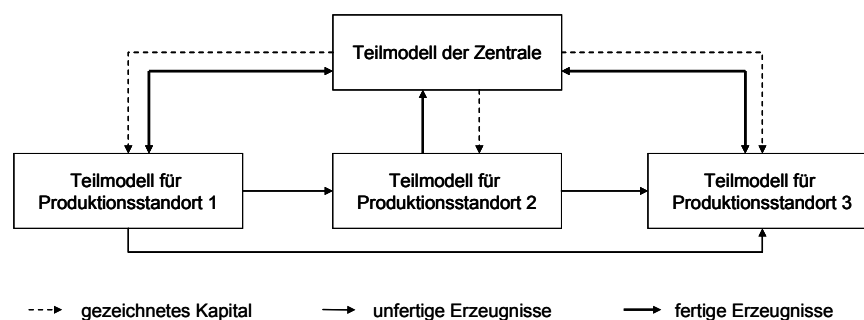 Teilmodell der Zentrale
Teilmodell für
Produktionsstandort 1
Teilmodell für
Produktionsstandort 2
Teilmodell für
Produktionsstandort 3
gezeichnetes Kapital
unfertige Erzeugnisse
fertige Erzeugnisse